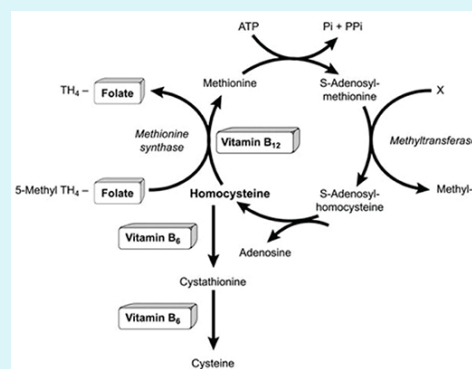 ATP
Pi + PPi
TH4 – Folate
Methionine
S-Adenosyl-
methionine
X
Methionine
synthase
Vitamin B12
Methyltransferase
5-Methyl TH4 – Folate
Homocysteine
S-Adenosyl-
homocysteine
Methyl-
Vitamin B6
Adenosine
Cystathionine
Vitamin B6
Cysteine